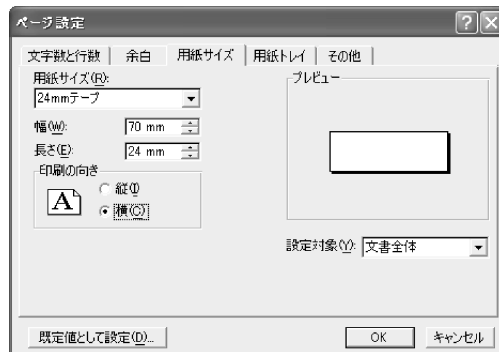 ページ設定
文字数と行数 余白 用紙サイズ 用紙トレイ その他
用紙サイズ(R):
24mmテープ
幅(W): 70 mm
長さ(E): 24 mm
印刷の向き
A
縦(I)
横(C)
プレビュー
設定対象(Y): 文書全体
既定値として設定(D)... OK キャンセル